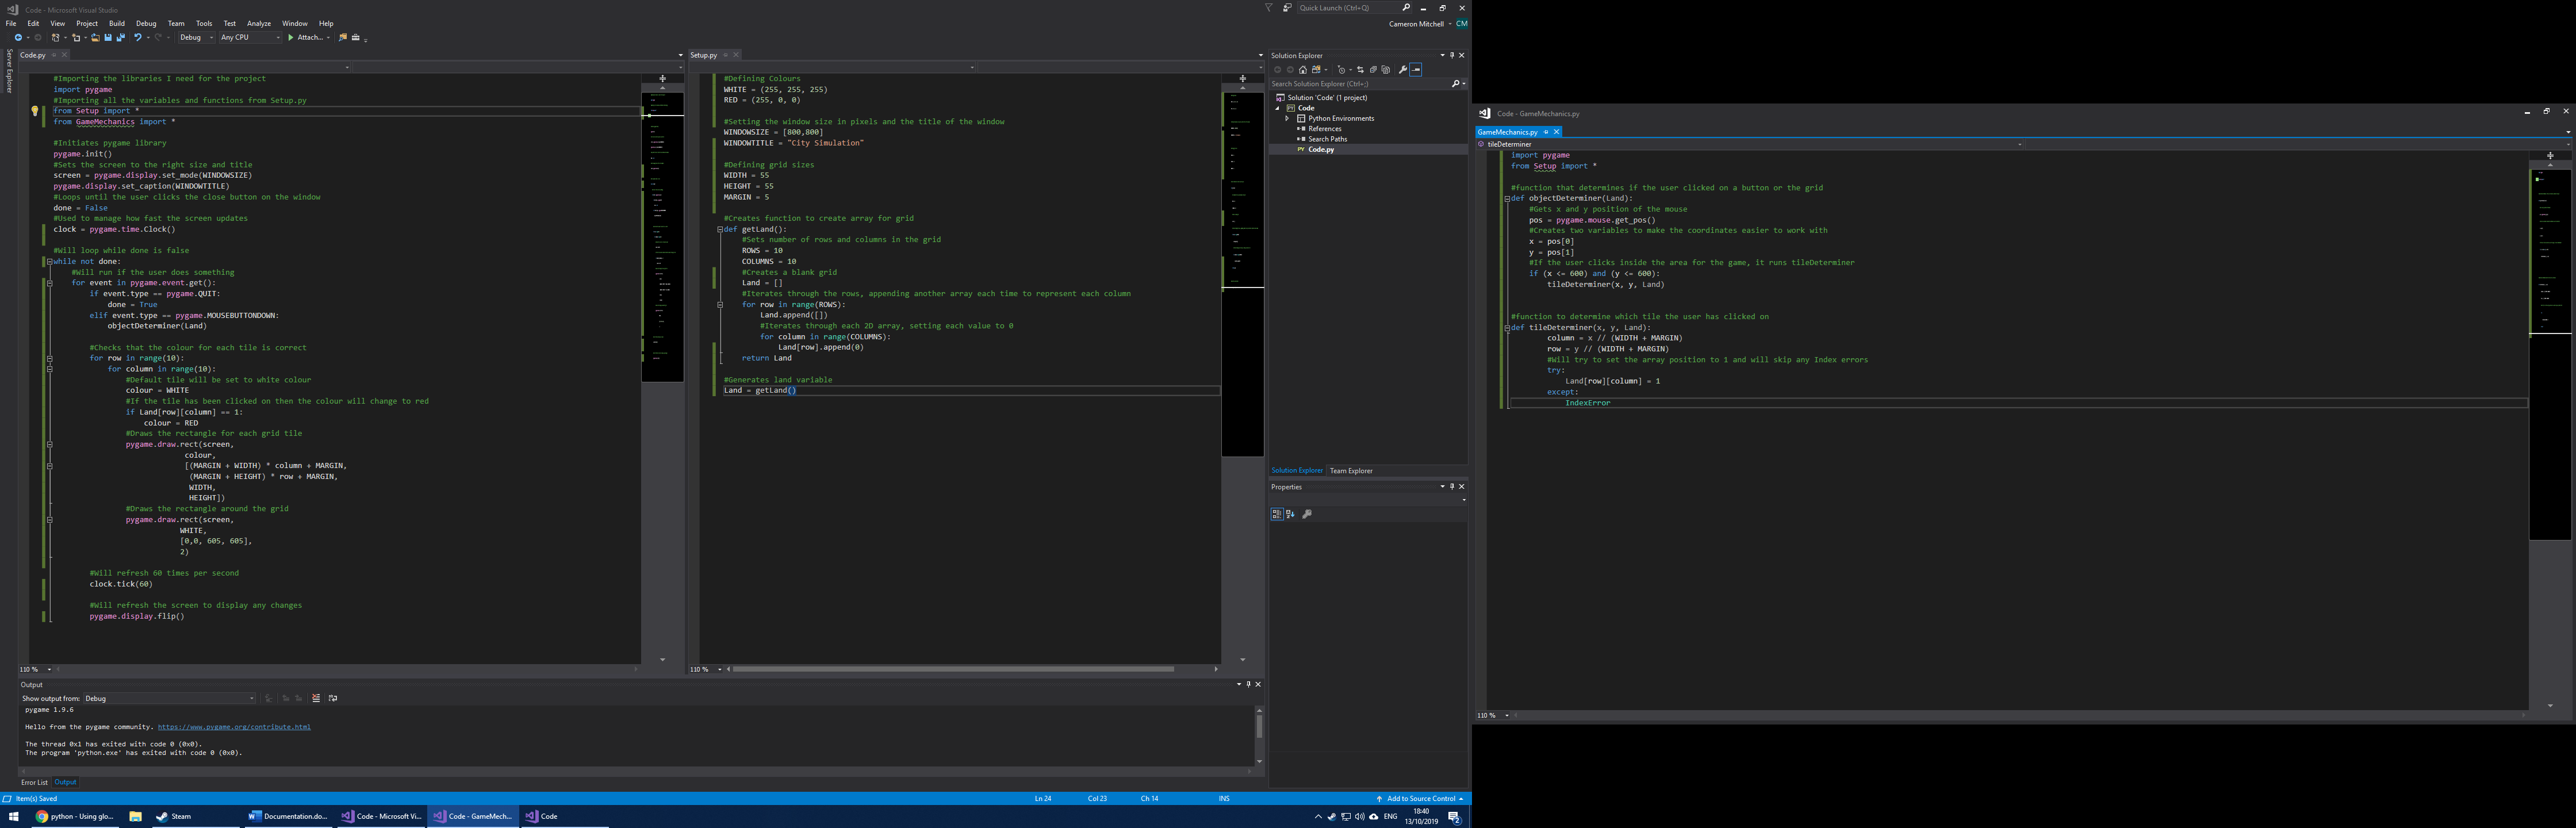 Code - Microsoft Visual Studio
Quick Launch (Ctrl+Q)
File Edit View Project Build Debug Team Tools Test Analyze Window Help
Cameron Mitchell CM
Debug Any CPU Attach...
Server Explorer
Code.py
#Importing the libraries I need for the project
import pygame
#Importing all the variables and functions from Setup.py
from Setup import *
from GameMechanics import *
#Initiates pygame library
pygame.init()
#Sets the screen to the right size and title
screen = pygame.display.set_mode(WINDOWSIZE)
pygame.display.set_caption(WINDOWTITLE)
#Loops until the user clicks the close button on the window
done = False
#Used to manage how fast the screen updates
clock = pygame.time.Clock()
#Will loop while done is false
while not done:
#Will run if the user does something
for event in pygame.event.get():
if event.type == pygame.QUIT:
done = True
elif event.type == pygame.MOUSEBUTTONDOWN:
objectDeterminer(Land)
#Checks that the colour for each tile is correct
for row in range(10):
for column in range(10):
#Default tile will be set to white colour
colour = WHITE
#If the tile has been clicked on then the colour will change to red
if Land[row][column] == 1:
colour = RED
#Draws the rectangle for each grid tile
pygame.draw.rect(screen,
colour,
[(MARGIN + WIDTH) * column + MARGIN,
(MARGIN + HEIGHT) * row + MARGIN,
WIDTH,
HEIGHT])
#Draws the rectangle around the grid
pygame.draw.rect(screen,
WHITE,
[0,0, 605, 605],
2)
#Will refresh 60 times per second
clock.tick(60)
#Will refresh the screen to display any changes
pygame.display.flip()
110 %
Setup.py
#Defining Colours
WHITE = (255, 255, 255)
RED = (255, 0, 0)
#Setting the window size in pixels and the title of the window
WINDOWSIZE = [800,800]
WINDOWTITLE = "City Simulation"
#Defining grid sizes
WIDTH = 55
HEIGHT = 55
MARGIN = 5
#Creates function to create array for grid
def getLand():
#Sets number of rows and columns in the grid
ROWS = 10
COLUMNS = 10
#Creates a blank grid
Land = []
#Iterates through the rows, appending another array each time to represent each column
for row in range(ROWS):
Land.append([])
#Iterates through each 2D array, setting each value to 0
for column in range(COLUMNS):
Land[row].append(0)
return Land
#Generates land variable
Land = getLand()
110 %
Solution Explorer
Search Solution Explorer (Ctrl+;)
Solution 'Code' (1 project)
Code
Python Environments
References
Search Paths
PY Code.py
Solution Explorer Team Explorer
Properties
Code - GameMechanics.py
GameMechanics.py
tileDeterminer
import pygame
from Setup import *
#function that determines if the user clicked on a button or the grid
def objectDeterminer(Land):
#Gets x and y position of the mouse
pos = pygame.mouse.get_pos()
#Creates two variables to make the coordinates easier to work with
x = pos[0]
y = pos[1]
#If the user clicks inside the area for the game, it runs tileDeterminer
if (x <= 600) and (y <= 600):
tileDeterminer(x, y, Land)
#function to determine which tile the user has clicked on
def tileDeterminer(x, y, Land):
column = x // (WIDTH + MARGIN)
row = y // (WIDTH + MARGIN)
#Will try to set the array position to 1 and will skip any Index errors
try:
Land[row][column] = 1
except:
IndexError
110 %
Output
Show output from: Debug
pygame 1.9.6
Hello from the pygame community. https://www.pygame.org/contribute.html
The thread 0x1 has exited with code 0 (0x0).
The program 'python.exe' has exited with code 0 (0x0).
Error List Output
Item(s) Saved Ln 24 Col 23 Ch 14 INS Add to Source Control
python - Using glo... Steam Documentation.do... Code - Microsoft Vi... Code - GameMech... Code
ENG
18:40
13/10/2019
2